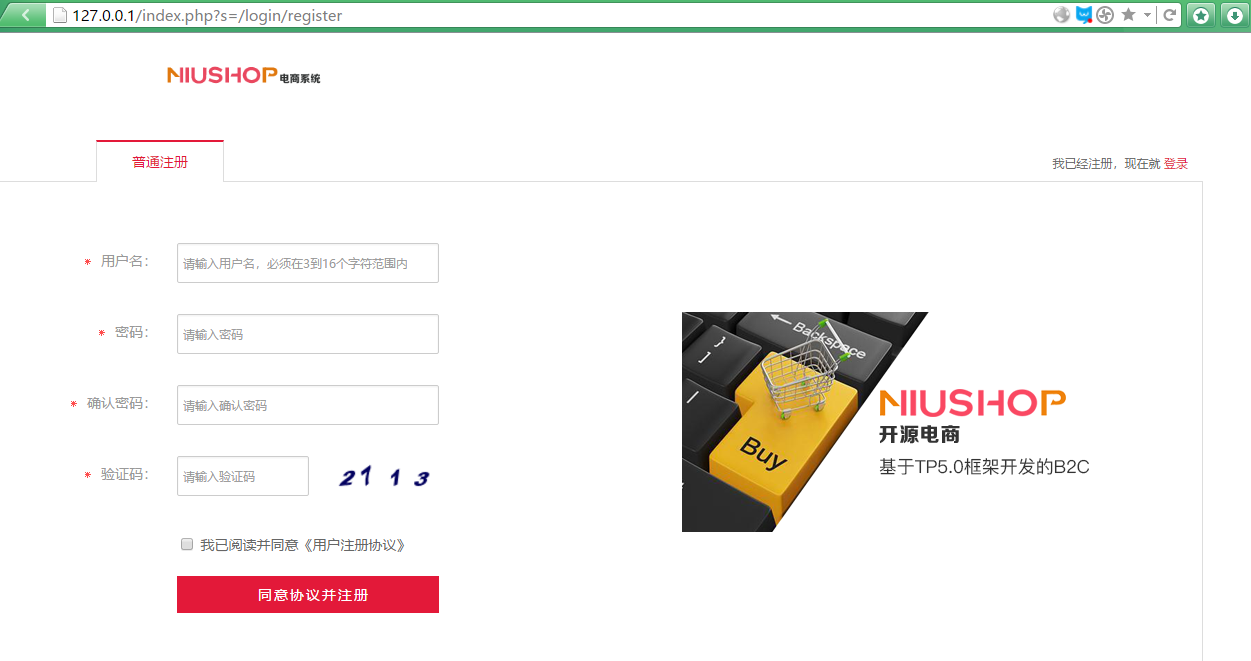 127.0.0.1/index.php?s=/login/register
NIUSHOP电商系统
普通注册
我已经注册，现在就 登录
* 用户名： 请输入用户名，必须在3到16个字符范围内
* 密码： 请输入密码
* 确认密码： 请输入确认密码
* 验证码： 请输入验证码 2113
我已阅读并同意《用户注册协议》
同意协议并注册
← Backspace
}
]
Buy
NIUSHOP
开源电商
基于TP5.0框架开发的B2C